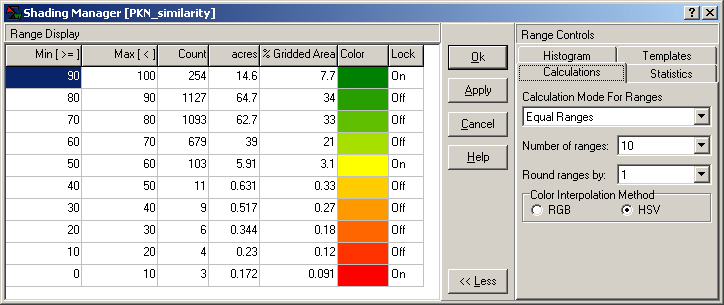 Shading Manager [PKN_similarity]
Range Display
Min [ >= ] Max [ < ] Count acres % Gridded Area Color Lock
90 100 254 14.6 7.7 On
80 90 1127 64.7 34 Off
70 80 1093 62.7 33 Off
60 70 679 39 21 Off
50 60 103 5.91 3.1 On
40 50 11 0.631 0.33 Off
30 40 9 0.517 0.27 Off
20 30 6 0.344 0.18 Off
10 20 4 0.23 0.12 Off
0 10 3 0.172 0.091 On
Ok
Apply
Cancel
Help
<< Less
Range Controls
Histogram Templates
Calculations Statistics
Calculation Mode For Ranges
Equal Ranges
Number of ranges: 10
Round ranges by: 1
Color Interpolation Method
RGB HSV